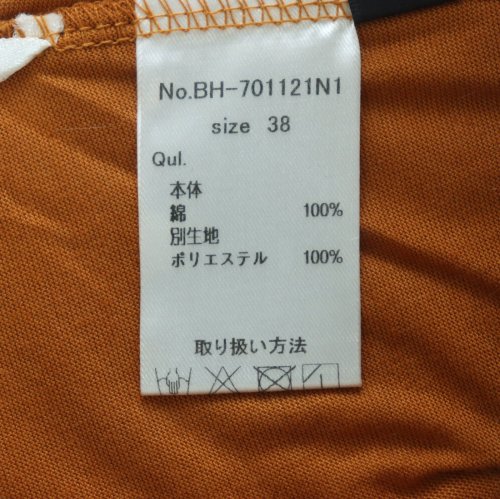 No.BH-701121N1
size 38
Qul.
本体
綿 100%
別生地
ポリエステル 100%
取り扱い方法